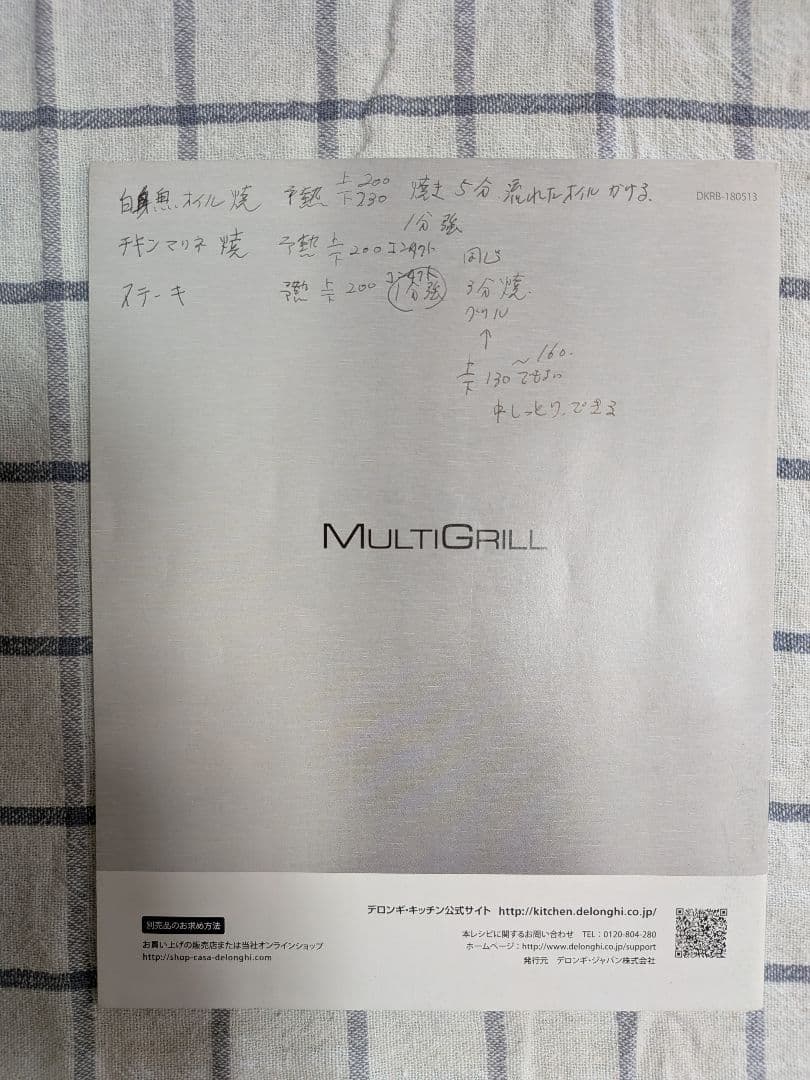 白身魚.オイル焼 予熱 上200 下230 焼き5分 流れたオイルかける.
DKRB-180513
1分強
チキンマリネ焼 予熱 上下200 コンタクト 同じ
コンタクト
ステーキ 予熱 上下200 1分強 3分焼.
グリル
↑
～160.
上下130でもよい
中しっとり.できる
MULTIGRILL
デロンギ・キッチン公式サイト http://kitchen.delonghi.co.jp/
別売品のお求め方法
お買い上げの販売店または当社オンラインショップ
http://shop-casa-delonghi.com
本レシピに関するお問い合わせ TEL：0120-804-280
ホームページ：http://www.delonghi.co.jp/support
発行元 デロンギ・ジャパン株式会社